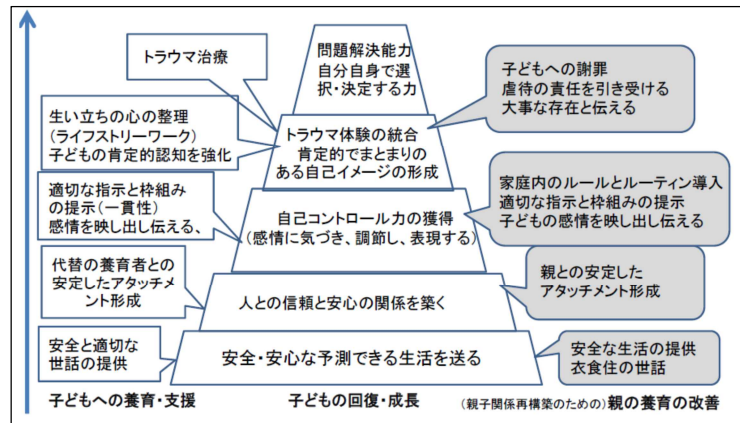 トラウマ治療
生い立ちの心の整理
(ライフストリーワーク)
子どもの肯定的認知を強化
適切な指示と枠組み
の提示(一貫性)
感情を映し出し伝える、
代替の養育者との
安定したアタッチメ
ント形成
安全と適切な
世話の提供
子どもへの養育・支援
問題解決能力
自分自身で選
択・決定する力
トラウマ体験の統合
肯定的でまとまりの
ある自己イメージの形成
自己コントロール力の獲得
(感情に気づき、調節し、表現する)
人との信頼と安心の関係を築く
安全・安心な予測できる生活を送る
子どもの回復・成長
子どもへの謝罪
虐待の責任を引き受ける
大事な存在と伝える
家庭内のルールとルーティン導入
適切な指示と枠組みの提示
子どもの感情を映し出し伝える
親との安定した
アタッチメント形成
安全な生活の提供
衣食住の世話
(親子関係再構築のための)親の養育の改善